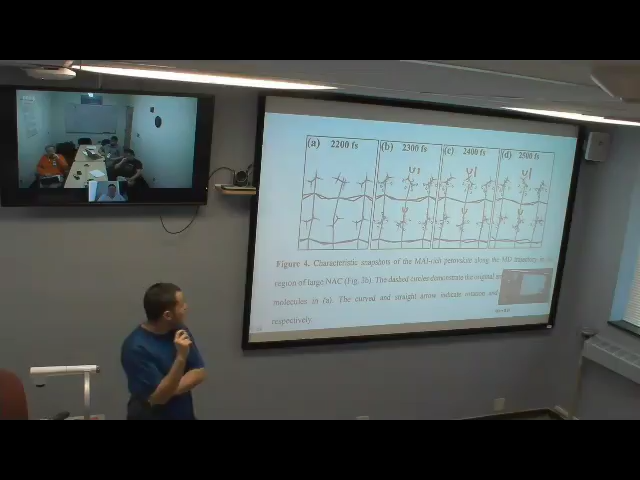 (a) 2200 fs (b) 2300 fs (c) 2400 fs (d) 2500 fs
Figure 4. Characteristic snapshots of the MAI-rich perovskite along the MD trajectory in
region of large NAC (Fig. 3b). The dashed circles demonstrate the original
molecules in (a). The curved and straight arrow indicate rotation and
respectively.